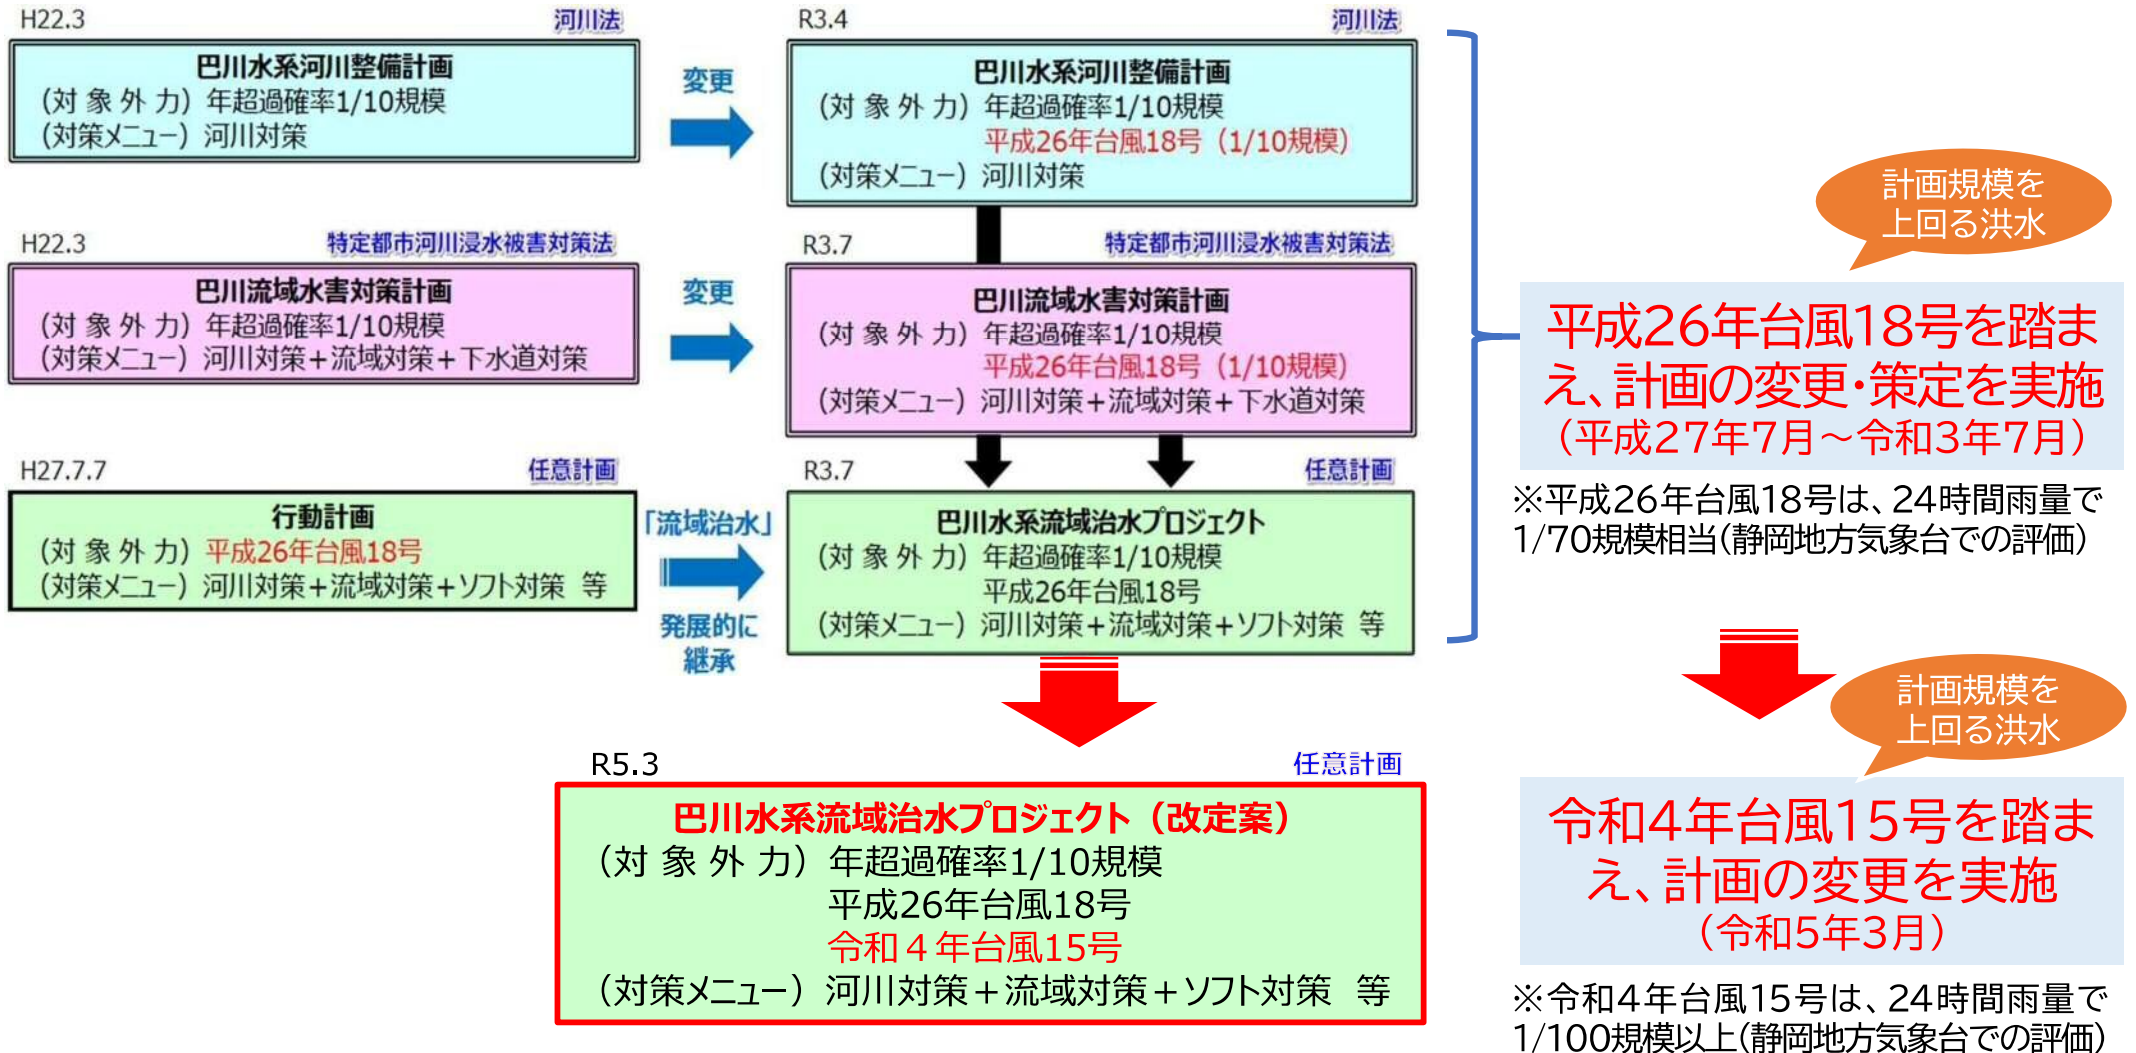 H22.3
河川法
巴川水系河川整備計画
（対 象 外 力）年超過確率1/10規模
（対策メニュー）河川対策
変更
R3.4
河川法
巴川水系河川整備計画
（対 象 外 力）年超過確率1/10規模
平成26年台風18号（1/10規模）
（対策メニュー）河川対策
H22.3
特定都市河川浸水被害対策法
巴川流域水害対策計画
（対 象 外 力）年超過確率1/10規模
（対策メニュー）河川対策＋流域対策＋下水道対策
変更
R3.7
特定都市河川浸水被害対策法
巴川流域水害対策計画
（対 象 外 力）年超過確率1/10規模
平成26年台風18号（1/10規模）
（対策メニュー）河川対策＋流域対策＋下水道対策
H27.7.7
任意計画
行動計画
（対 象 外 力）平成26年台風18号
（対策メニュー）河川対策＋流域対策＋ソフト対策 等
「流域治水」
発展的に
継承
R3.7
任意計画
巴川水系流域治水プロジェクト
（対 象 外 力）年超過確率1/10規模
平成26年台風18号
（対策メニュー）河川対策＋流域対策＋ソフト対策 等
計画規模を
上回る洪水
平成26年台風18号を踏ま
え、計画の変更・策定を実施
（平成27年7月～令和3年7月）
※平成26年台風18号は、24時間雨量で
1/70規模相当(静岡地方気象台での評価)
R5.3
任意計画
巴川水系流域治水プロジェクト（改定案）
（対 象 外 力）年超過確率1/10規模
平成26年台風18号
令和４年台風15号
（対策メニュー）河川対策＋流域対策＋ソフト対策 等
計画規模を
上回る洪水
令和4年台風15号を踏ま
え、計画の変更を実施
（令和5年3月）
※令和4年台風15号は、24時間雨量で
1/100規模以上(静岡地方気象台での評価)